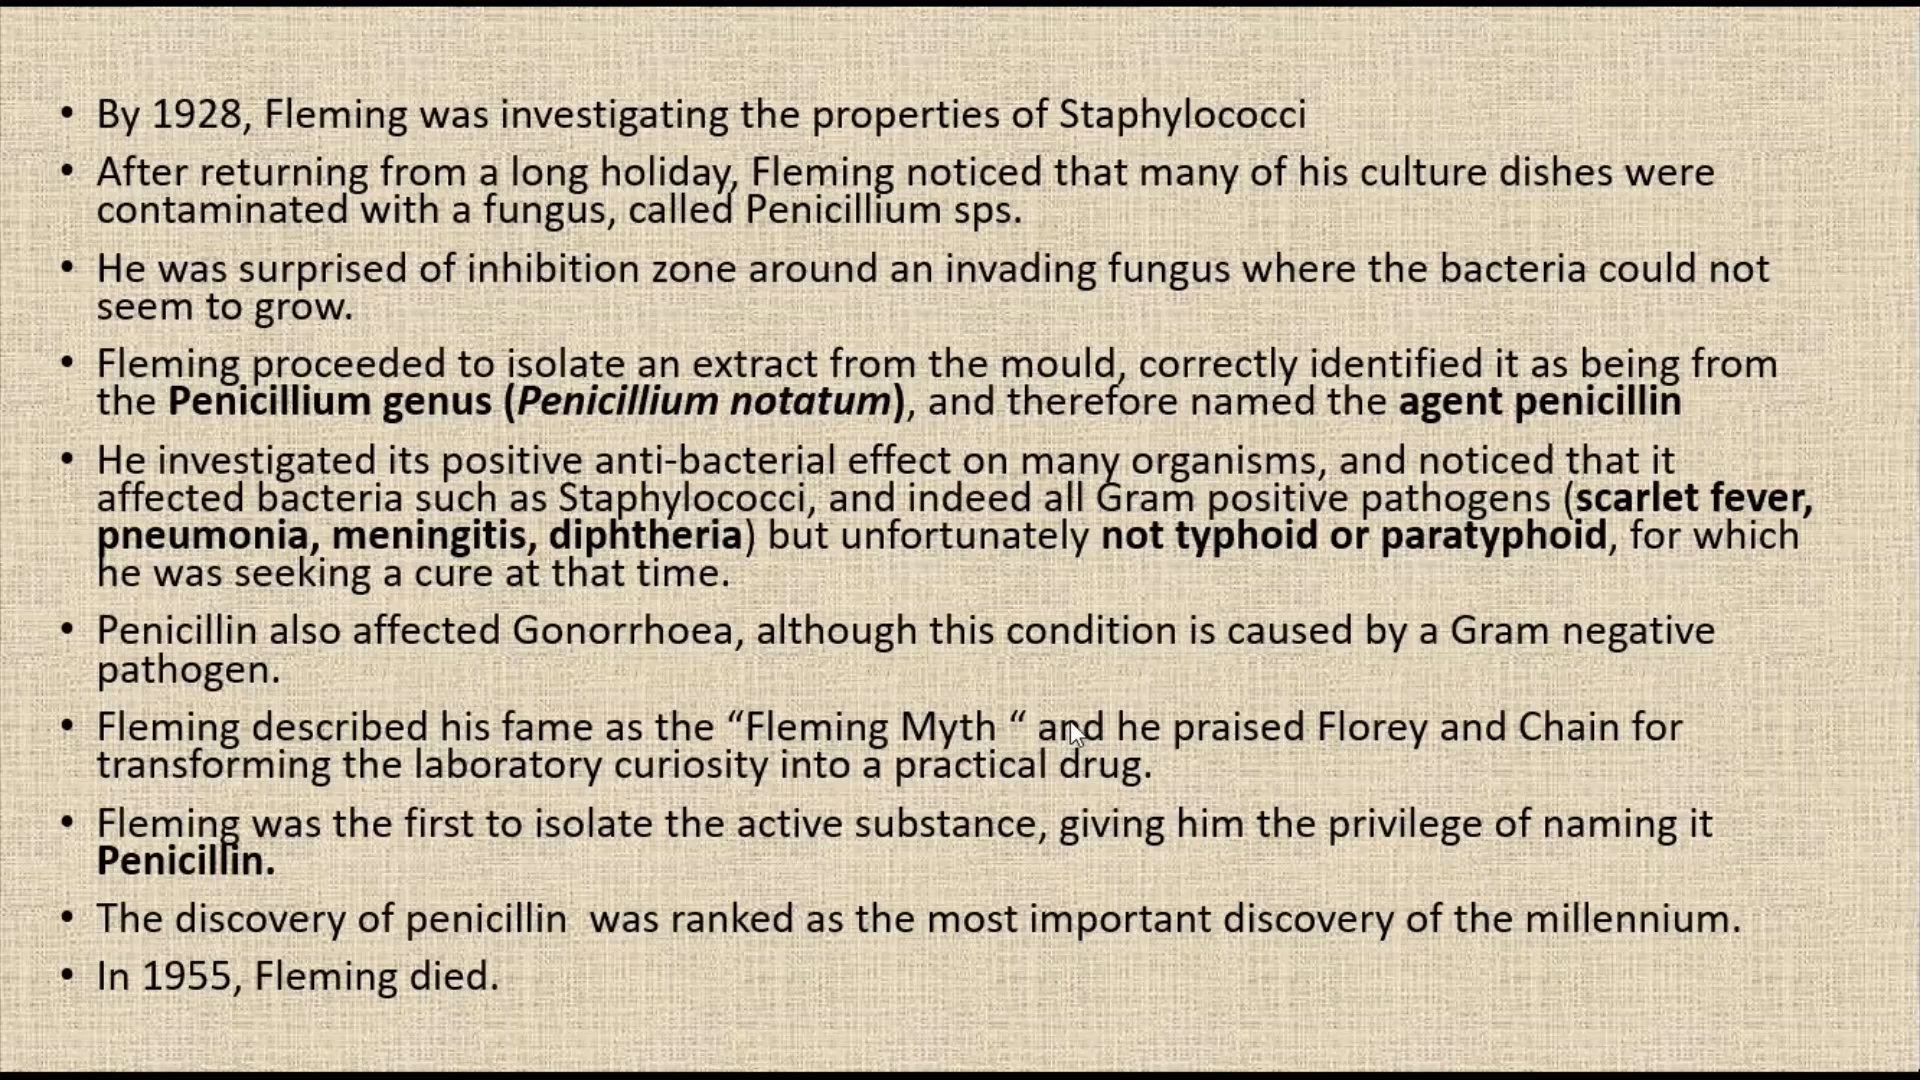 • By 1928, Fleming was investigating the properties of Staphylococci
• After returning from a long holiday, Fleming noticed that many of his culture dishes were
contaminated with a fungus, called Penicillium sps.
• He was surprised of inhibition zone around an invading fungus where the bacteria could not
seem to grow.
• Fleming proceeded to isolate an extract from the mould, correctly identified it as being from
the Penicillium genus (Penicillium notatum), and therefore named the agent penicillin
• He investigated its positive anti-bacterial effect on many organisms, and noticed that it
affected bacteria such as Staphylococci, and indeed all Gram positive pathogens (scarlet fever,
pneumonia, meningitis, diphtheria) but unfortunately not typhoid or paratyphoid, for which
he was seeking a cure at that time.
• Penicillin also affected Gonorrhoea, although this condition is caused by a Gram negative
pathogen.
• Fleming described his fame as the “Fleming Myth “ and he praised Florey and Chain for
transforming the laboratory curiosity into a practical drug.
• Fleming was the first to isolate the active substance, giving him the privilege of naming it
Penicillin.
• The discovery of penicillin  was ranked as the most important discovery of the millennium.
• In 1955, Fleming died.